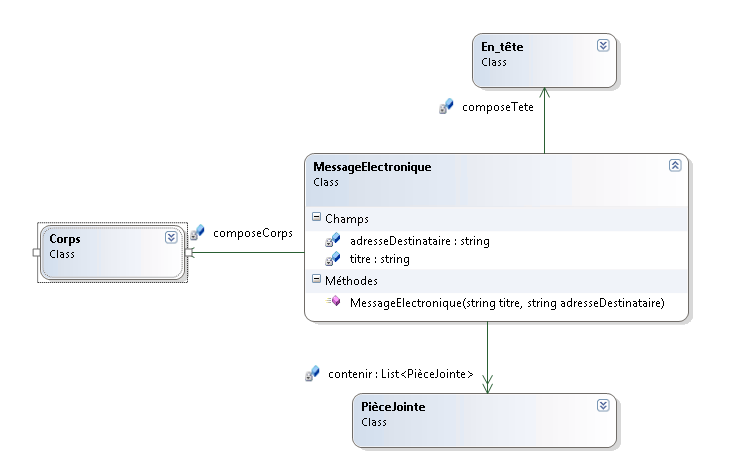 En_tête
Class
composeTete
MessageElectronique
Class
Champs
adresseDestinataire : string
titre : string
Méthodes
MessageElectronique(string titre, string adresseDestinataire)
composeCorps
Corps
Class
contenir : List<PièceJointe>
PièceJointe
Class